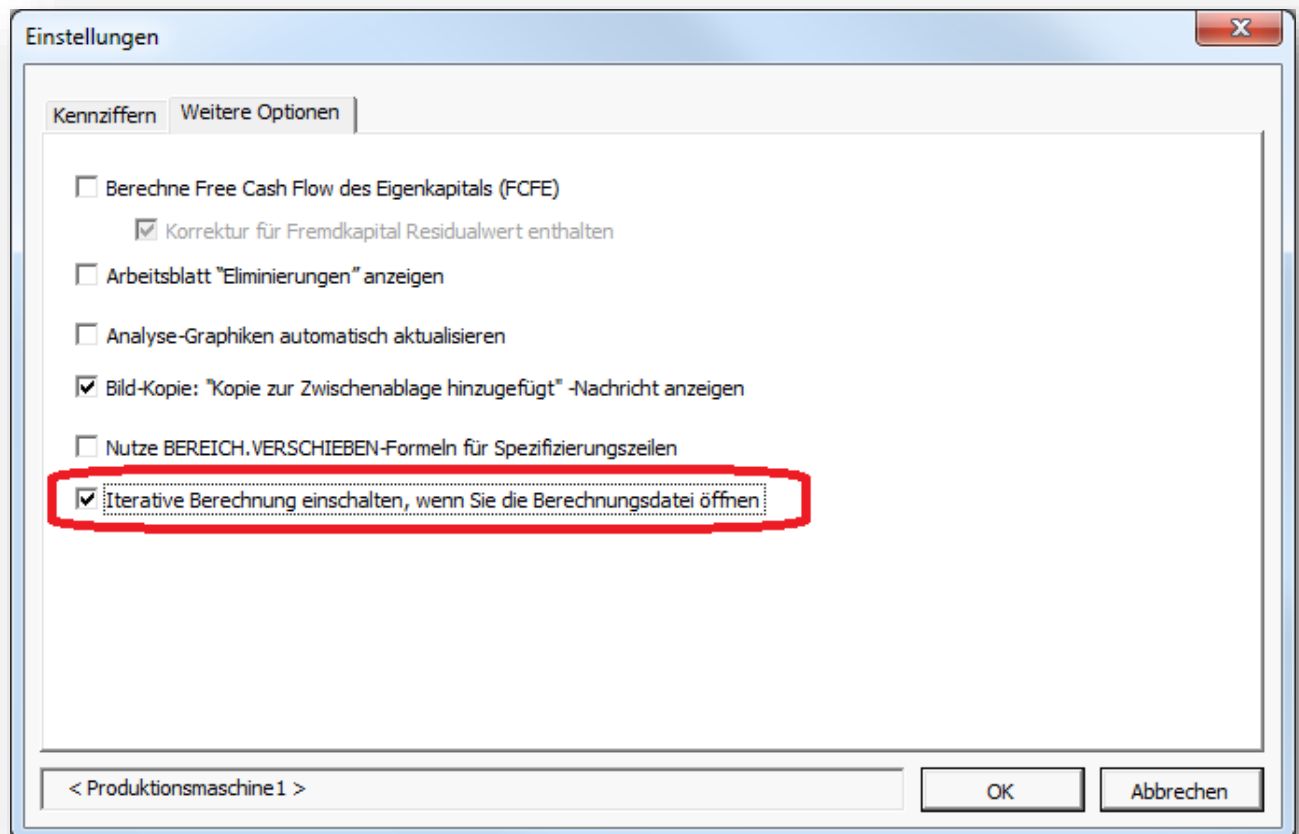 Einstellungen
Kennziffern Weitere Optionen
Berechne Free Cash Flow des Eigenkapitals (FCFE)
Korrektur für Fremdkapital Residualwert enthalten
Arbeitsblatt "Eliminierungen" anzeigen
Analyse-Graphiken automatisch aktualisieren
Bild-Kopie: "Kopie zur Zwischenablage hinzugefügt" -Nachricht anzeigen
Nutze BEREICH.VERSCHIEBEN-Formeln für Spezifizierungszeilen
Iterative Berechnung einschalten, wenn Sie die Berechnungsdatei öffnen
< Produktionsmaschine1 > OK Abbrechen